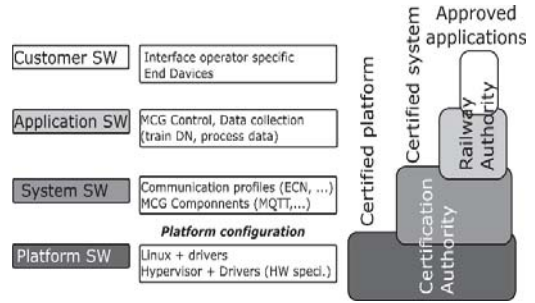 Customer SW
Interface operator specific
End Davices
Application SW
MCG Control, Data collection
(train DN, process data)
System SW
Communication profiles (ECN, ...)
MCG Componnents (MQTT,...)
Platform configuration
Platform SW
Linux + drivers
Hypervisor + Drivers (HW speci.)
Certified platform
Certified system
Approved
applications
Railway
Authority
Certification
Authority